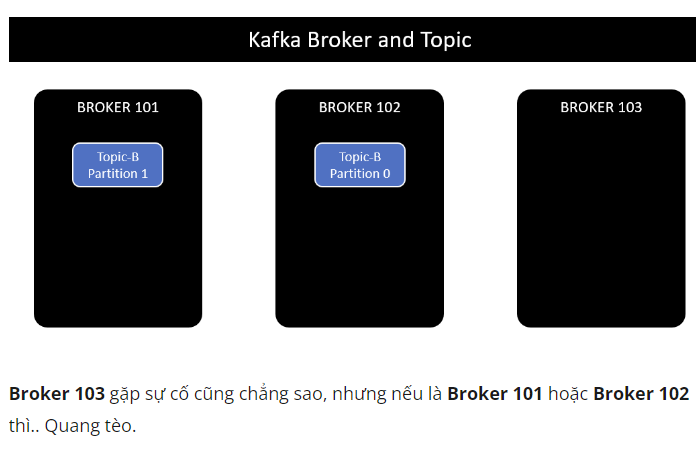 Kafka Broker and Topic
BROKER 101
Topic-B
Partition 1
BROKER 102
Topic-B
Partition 0
BROKER 103
Broker 103 gặp sự cố cũng chẳng sao, nhưng nếu là Broker 101 hoặc Broker 102
thì.. Quang tèo.